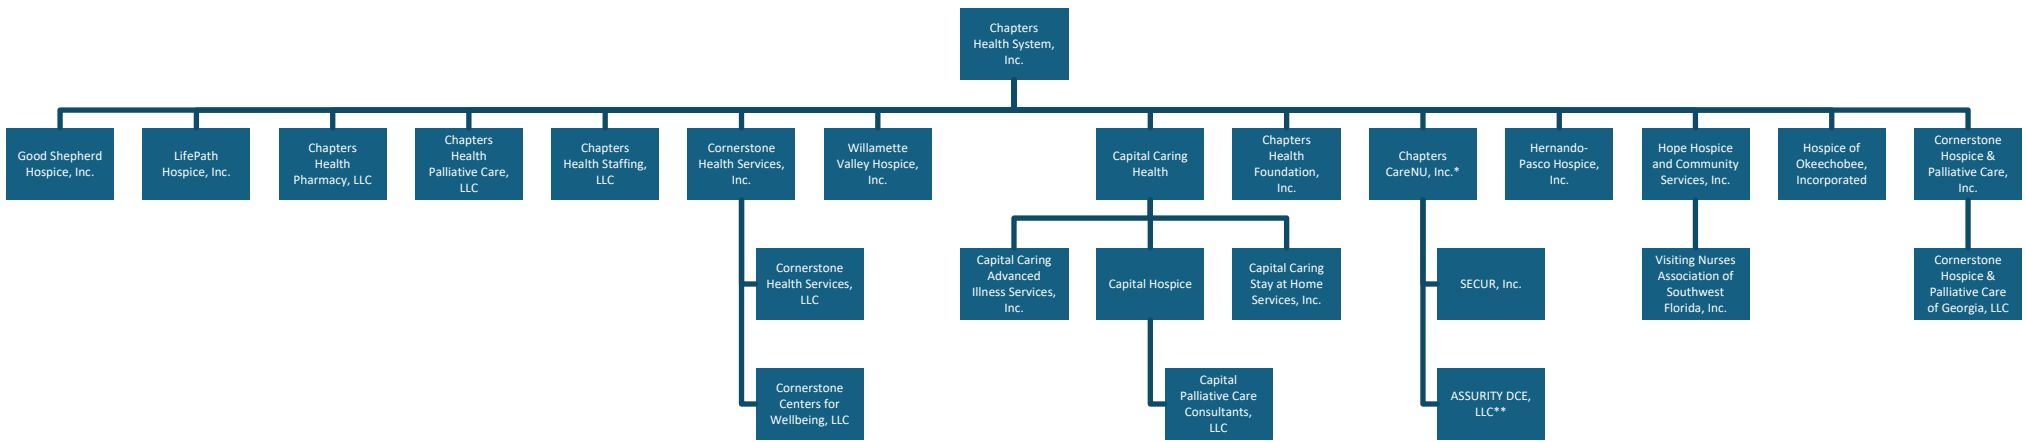 Chapters
Health System,
Inc.
Good Shepherd
Hospice, Inc.
LifePath
Hospice, Inc.
Chapters
Health
Pharmacy, LLC
Chapters
Health
Palliative Care,
LLC
Chapters
Health Staffing,
LLC
Cornerstone
Health Services,
Inc.
Willamette
Valley Hospice,
Inc.
Capital Caring
Health
Chapters
Health
Foundation,
Inc.
Chapters
CareNU, Inc.*
Hernando-
Pasco Hospice,
Inc.
Hope Hospice
and Community
Services, Inc.
Hospice of
Okeechobee,
Incorporated
Cornerstone
Hospice &
Palliative Care,
Inc.
Cornerstone
Health Services,
LLC
Capital Caring
Advanced
Illness Services,
Inc.
Capital Hospice
Capital Caring
Stay at Home
Services, Inc.
SECUR, Inc.
Visiting Nurses
Association of
Southwest
Florida, Inc.
Cornerstone
Hospice &
Palliative Care
of Georgia, LLC
Cornerstone
Centers for
Wellbeing, LLC
Capital
Palliative Care
Consultants,
LLC
ASSURITY DCE,
LLC**